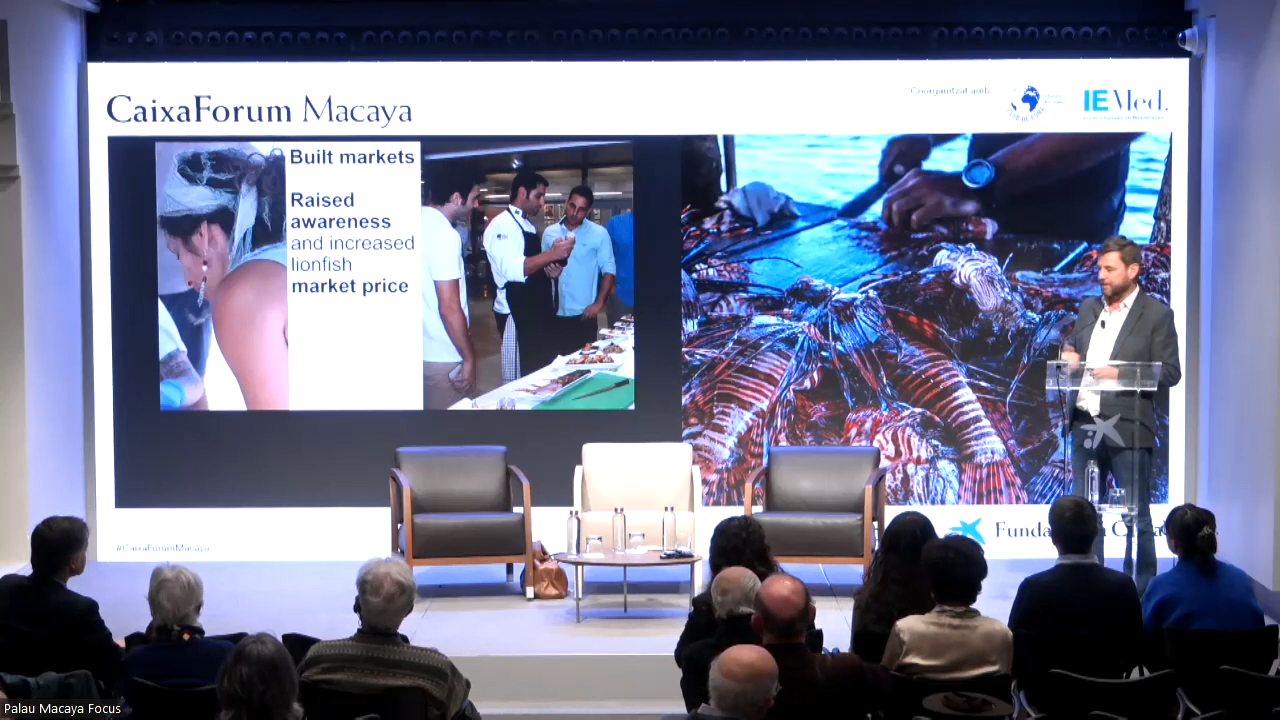 CaixaForum Macaya
Coorganitzat amb:
IEMed.
Built markets
Raised
awareness
and increased
lionfish
market price
#CaixaForumMacaya
Palau Macaya Focus